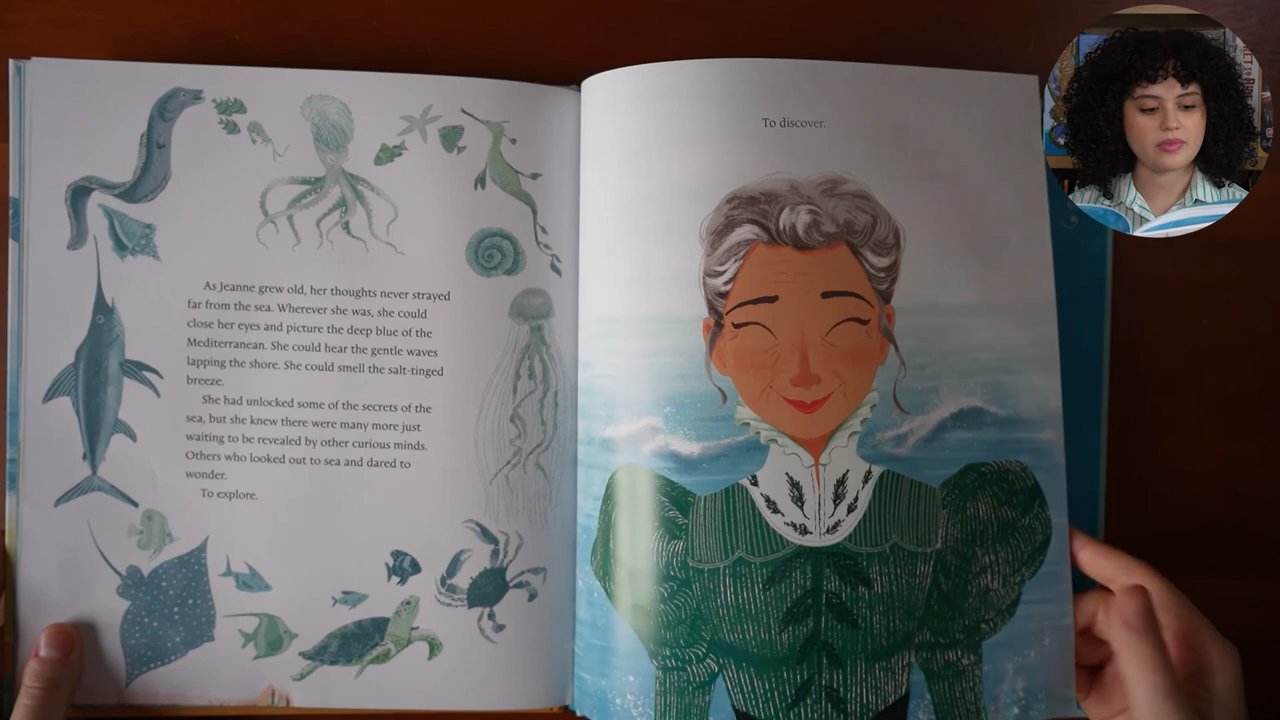 As Jeanne grew old, her thoughts never strayed
far from the sea. Wherever she was, she could
close her eyes and picture the deep blue of the
Mediterranean. She could hear the gentle waves
lapping the shore. She could smell the salt-tinged
breeze.
She had unlocked some of the secrets of the
sea, but she knew there were many more just
waiting to be revealed by other curious minds.
Others who looked out to sea and dared to
wonder.
To explore.
To discover.